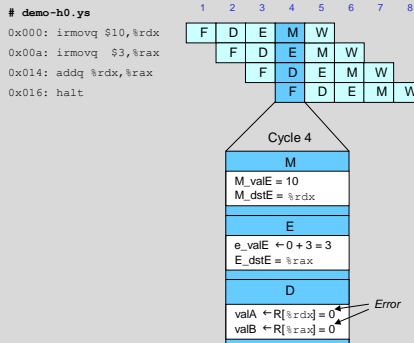 # demo-h0.ys
1 2 3 4 5 6 7 8
0x000: irmovq $10,%rdx F D E M W
0x00a: irmovq $3,%rax F D E M W
0x014: addq %rdx,%rax F D E M W
0x016: halt F D E M W
Cycle 4
M
M_valE = 10
M_dstE = %rdx
E
e_valE ← 0 + 3 = 3
E_dstE = %rax
D
valA ← R[%rdx] = 0
Error
valB ← R[%rax] = 0